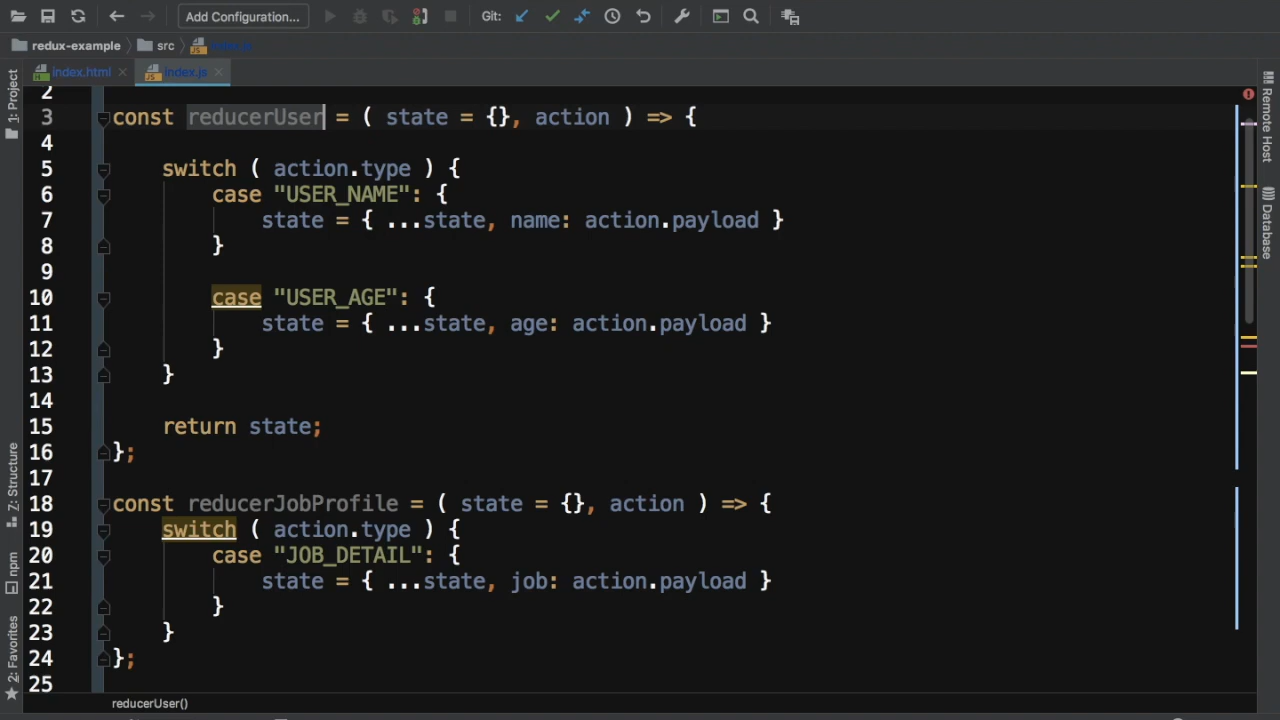 Add Configuration... Git:
redux-example src index.js
index.html index.js
1: Project
Z: Structure
npm
2: Favorites
Remote Host
Database
2
3 const reducerUser = ( state = {}, action ) => {
4
5 switch ( action.type ) {
6 case "USER_NAME": {
7 state = { ...state, name: action.payload }
8 }
9
10 case "USER_AGE": {
11 state = { ...state, age: action.payload }
12 }
13 }
14
15 return state;
16 };
17
18 const reducerJobProfile = ( state = {}, action ) => {
19 switch ( action.type ) {
20 case "JOB_DETAIL": {
21 state = { ...state, job: action.payload }
22 }
23 }
24 };
25
reducerUser()